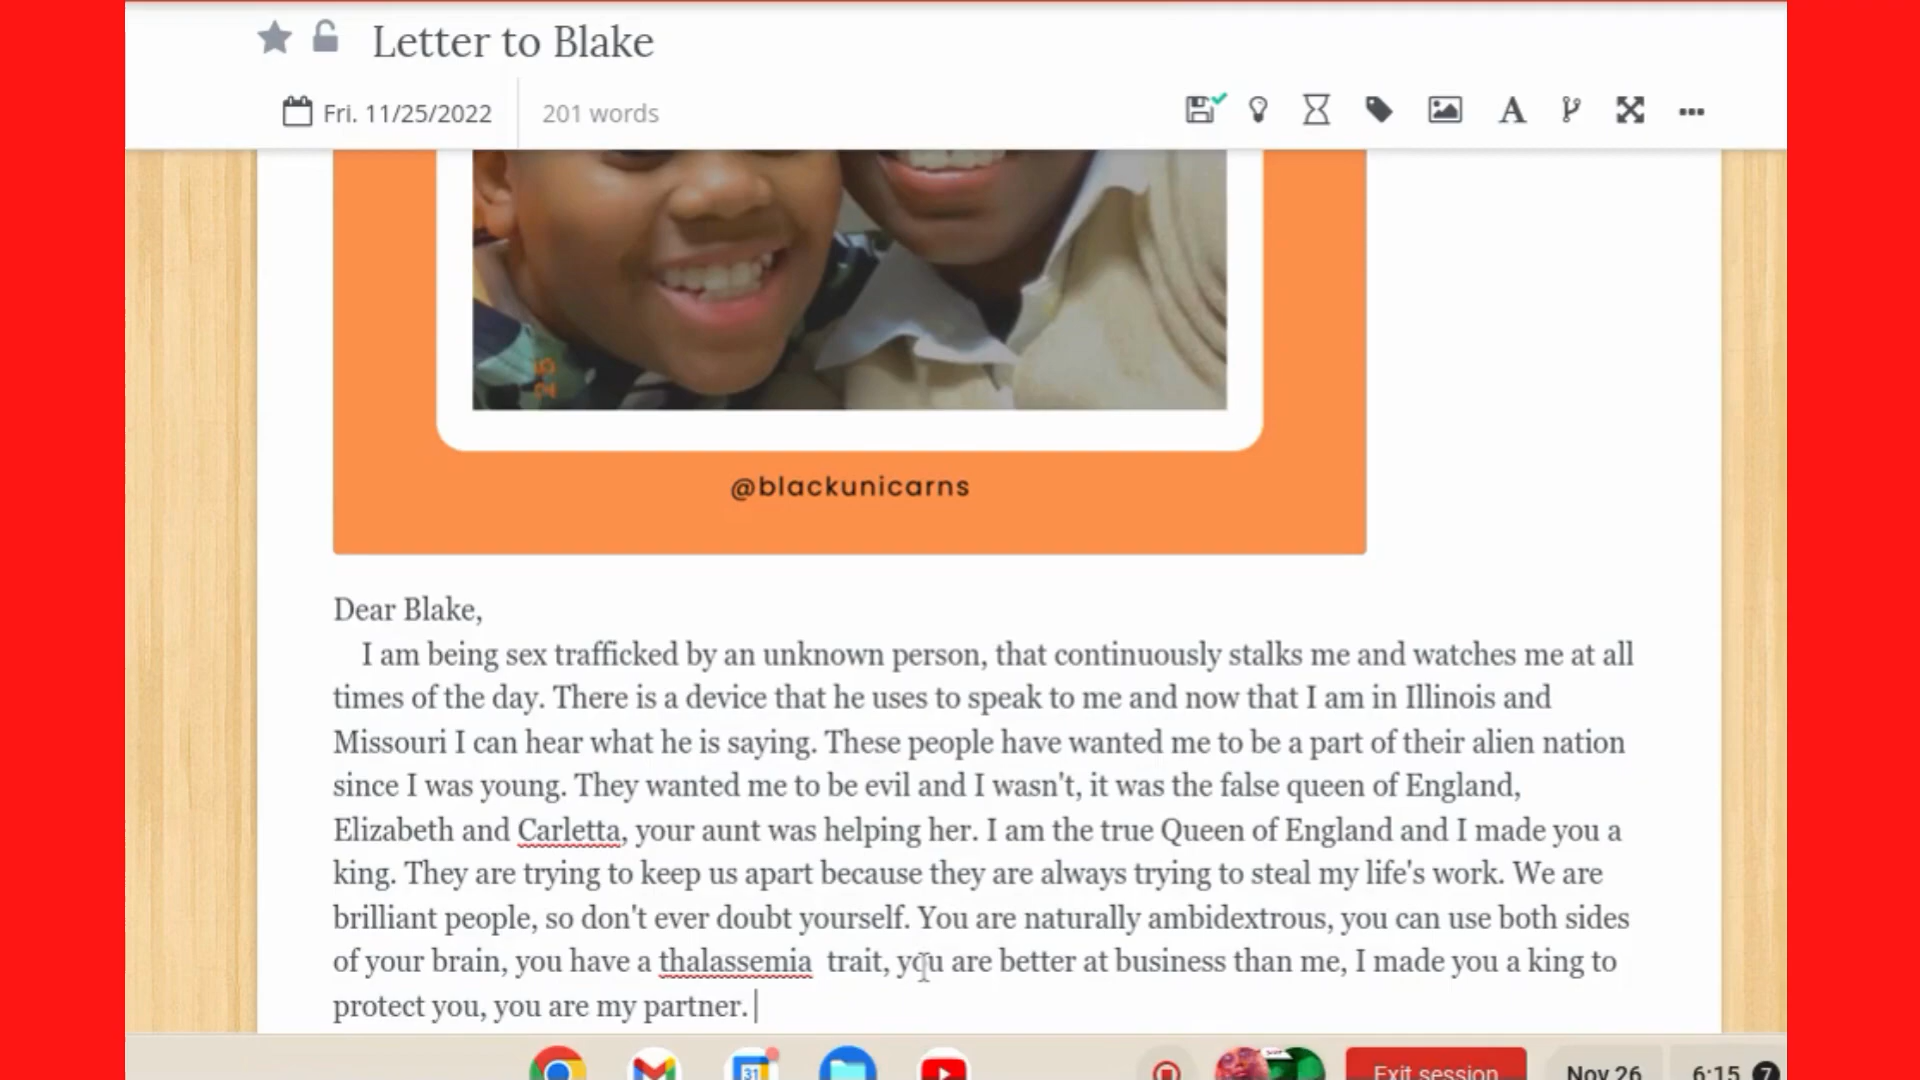 Letter to Blake
Fri. 11/25/2022 201 words
@blackunicarns
Dear Blake,
I am being sex trafficked by an unknown person, that continuously stalks me and watches me at all
times of the day. There is a device that he uses to speak to me and now that I am in Illinois and
Missouri I can hear what he is saying. These people have wanted me to be a part of their alien nation
since I was young. They wanted me to be evil and I wasn't, it was the false queen of England,
Elizabeth and Carletta, your aunt was helping her. I am the true Queen of England and I made you a
king. They are trying to keep us apart because they are always trying to steal my life's work. We are
brilliant people, so don't ever doubt yourself. You are naturally ambidextrous, you can use both sides
of your brain, you have a thalassemia trait, you are better at business than me, I made you a king to
protect you, you are my partner.
31 Exit session Nov 26 6:15 7